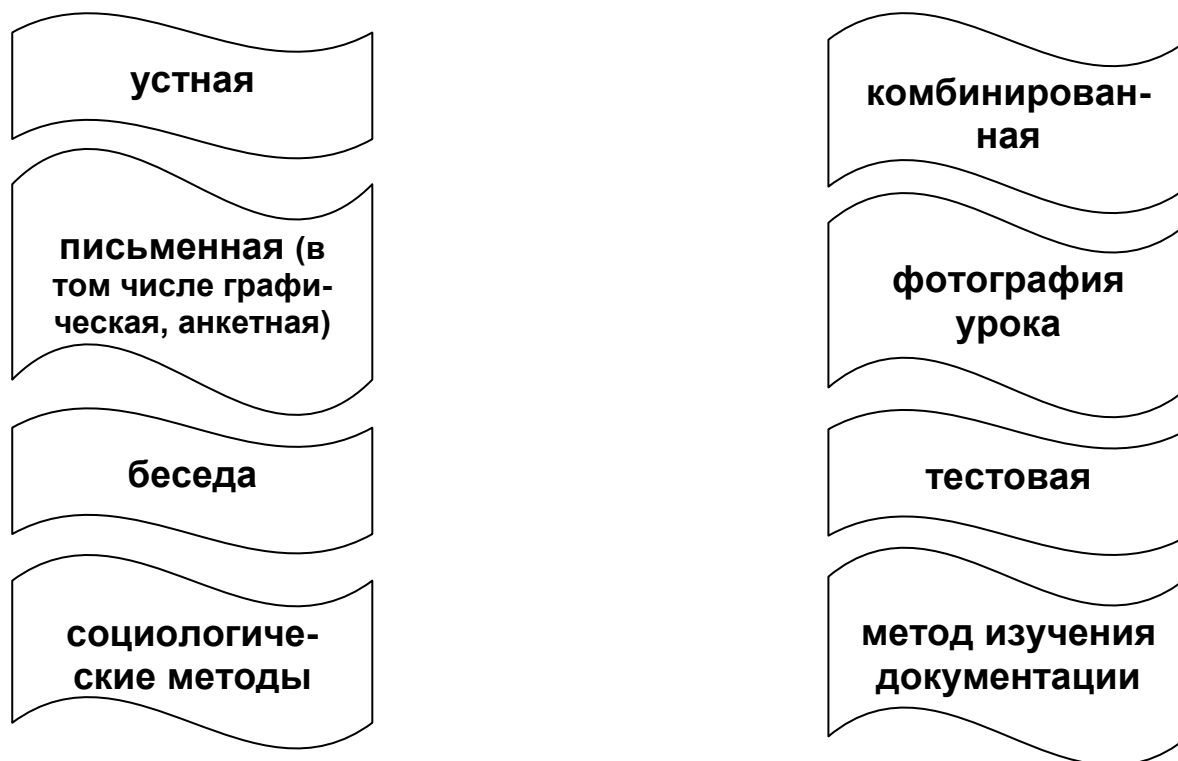 устная
письменная (в
том числе графи-
ческая, анкетная)
беседа
социологиче-
ские методы
комбинирован-
ная
фотография
урока
тестовая
метод изучения
документации